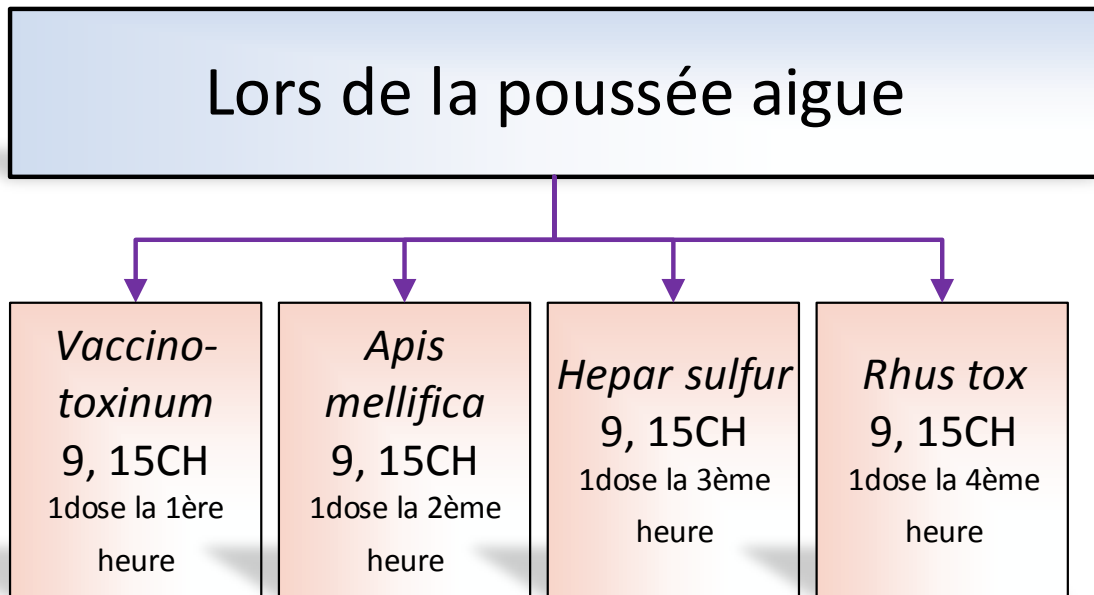 Lors de la poussée aigue
Vaccino-
toxinum
9, 15CH
1dose la 1ère
heure
Apis
mellifica
9, 15CH
1dose la 2ème
heure
Hepar sulfur
9, 15CH
1dose la 3ème
heure
Rhus tox
9, 15CH
1dose la 4ème
heure